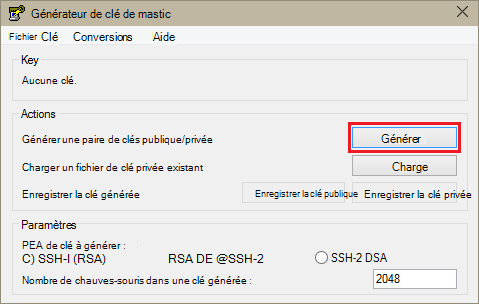 Générateur de clé de mastic
Fichier Clé Conversions Aide
Key
Aucune clé.
Actions
Générer une paire de clés publique/privée Générer
Charger un fichier de clé privée existant Charge
Enregistrer la clé générée Enregistrer la clé publique Enregistrer la clé privée
Paramètres
PEA de clé à générer :
C) SSH-I (RSA) RSA DE @SSH-2 SSH-2 DSA
Nombre de chauves-souris dans une clé générée : 2048